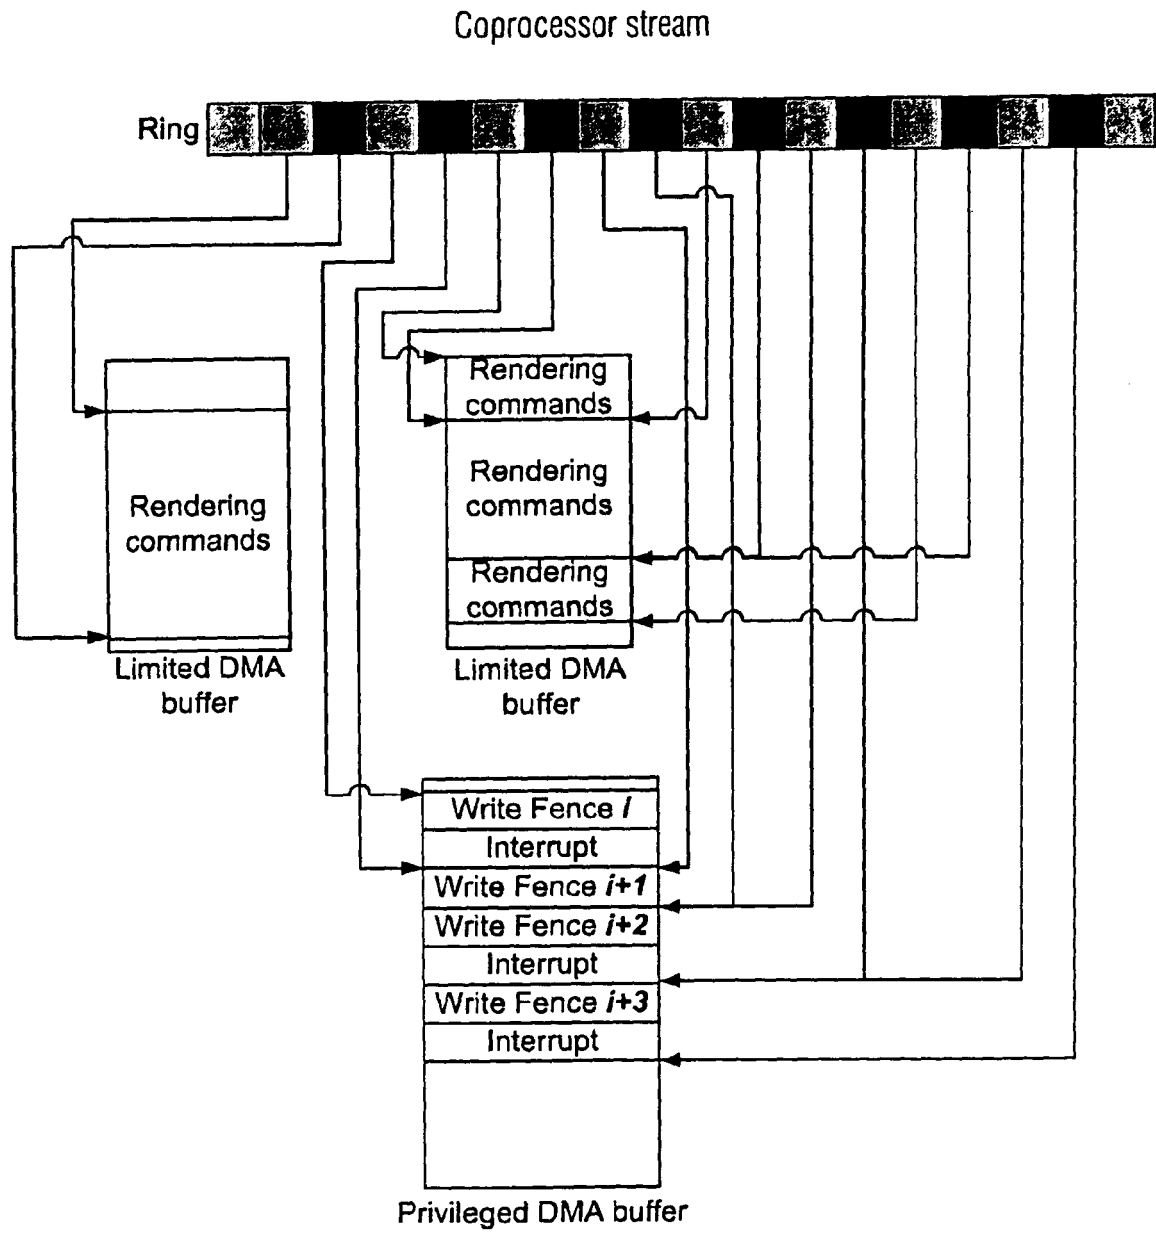 Coprocessor stream
Ring
Rendering
commands
Rendering
commands
Rendering
commands
Rendering
commands
Limited DMA
buffer
Limited DMA
buffer
Write Fence i
Interrupt
Write Fence i+1
Write Fence i+2
Interrupt
Write Fence i+3
Interrupt
Privileged DMA buffer